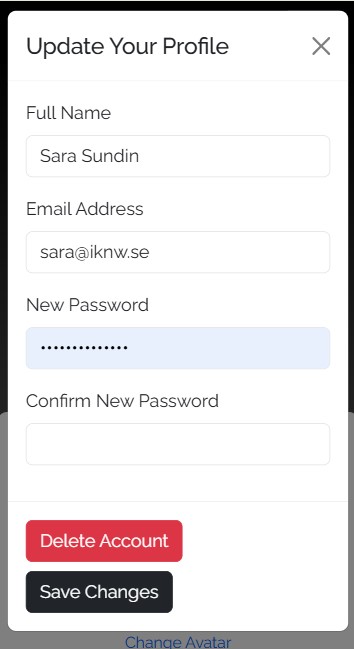 Update Your Profile
Full Name
Sara Sundin
Email Address
sara@iknw.se
New Password
••••••••••••••
Confirm New Password
Delete Account
Save Changes
Change Avatar